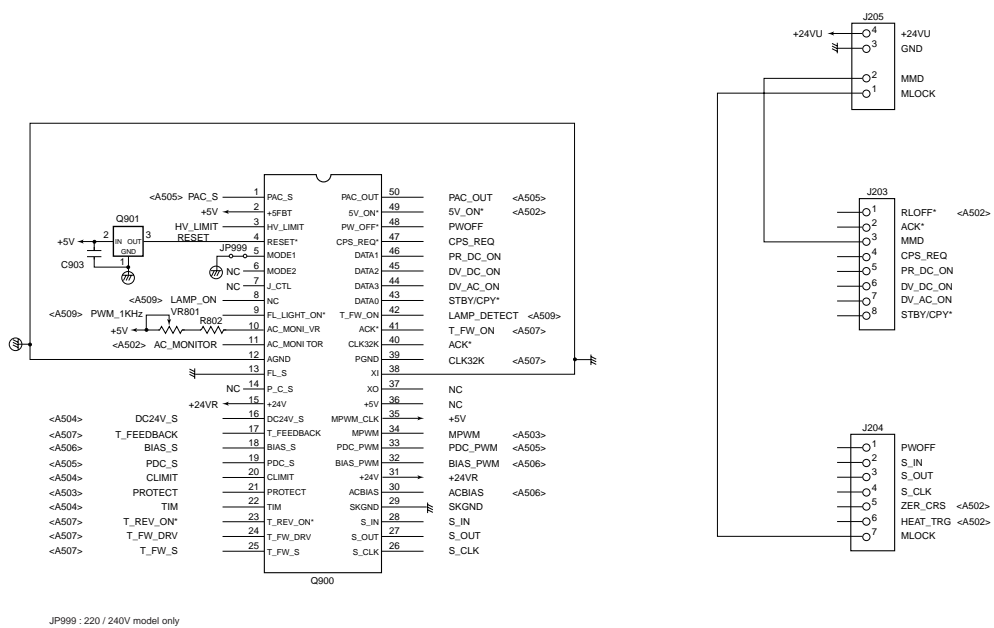 J205
+24VU 4 +24VU
3 GND
2 MMD
1 MLOCK
<A505> PAC_S 1 PAC_S PAC_OUT 50 PAC_OUT <A505>
+5V 2 +5FBT 5V_ON* 49 5V_ON* <A502>
HV_LIMIT 3 HV_LIMIT PW_OFF* 48 PWOFF
Q901
+5V 2 IN OUT 3 RESET 4 RESET* CPS_REQ* 47 CPS_REQ
GND
1
C903
JP999 5 MODE1 DATA1 46 PR_DC_ON
NC 6 MODE2 DATA2 45 DV_DC_ON
NC 7 J_CTL DATA3 44 DV_AC_ON
<A509> LAMP_ON 8 NC DATA0 43 STBY/CPY*
<A509> PWM_1KHz 9 FL_LIGHT_ON* T_FW_ON 42 LAMP_DETECT <A509>
VR801
R802
+5V 10 AC_MONI_VR ACK* 41 T_FW_ON <A507>
<A502> AC_MONITOR 11 AC_MONI TOR CLK32K 40 ACK*
12 AGND PGND 39 CLK32K <A507>
13 FL_S XI 38
NC 14 P_C_S XO 37 NC
+24VR 15 +24V +5V 36 NC
<A504> DC24V_S 16 DC24V_S MPWM_CLK 35 +5V
<A507> T_FEEDBACK 17 T_FEEDBACK MPWM 34 MPWM <A503>
<A506> BIAS_S 18 BIAS_S PDC_PWM 33 PDC_PWM <A505>
<A505> PDC_S 19 PDC_S BIAS_PWM 32 BIAS_PWM <A506>
<A504> CLIMIT 20 CLIMIT +24V 31 +24VR
<A503> PROTECT 21 PROTECT ACBIAS 30 ACBIAS <A506>
<A504> TIM 22 TIM SKGND 29 SKGND
<A507> T_REV_ON* 23 T_REV_ON* S_IN 28 S_IN
<A507> T_FW_DRV 24 T_FW_DRV S_OUT 27 S_OUT
<A507> T_FW_S 25 T_FW_S S_CLK 26 S_CLK
Q900
J203
1 RLOFF* <A502>
2 ACK*
3 MMD
4 CPS_REQ
5 PR_DC_ON
6 DV_DC_ON
7 DV_AC_ON
8 STBY/CPY*
J204
1 PWOFF
2 S_IN
3 S_OUT
4 S_CLK
5 ZER_CRS <A502>
6 HEAT_TRG <A502>
7 MLOCK
JP999 : 220 / 240V model only